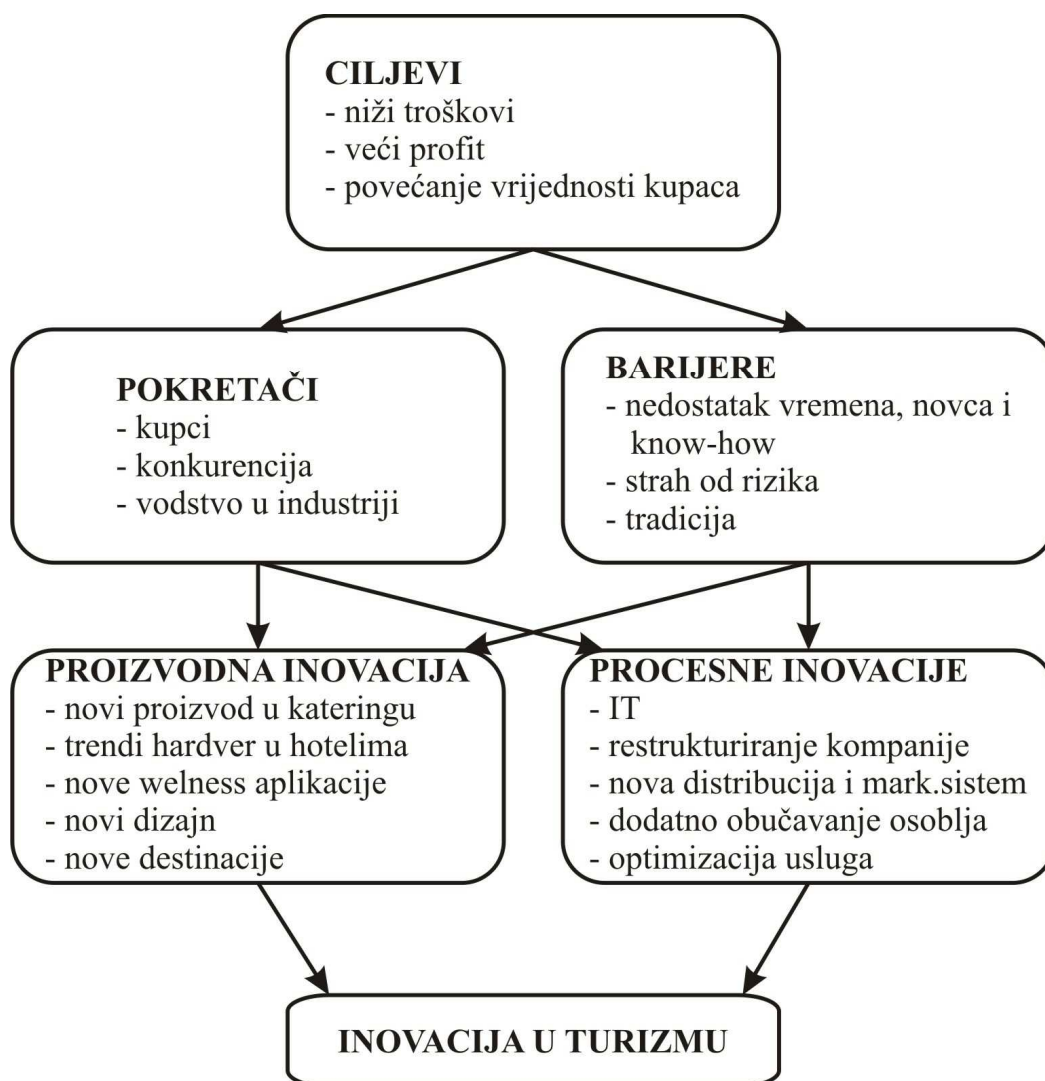 CILJEVI
- niži troškovi
- veći profit
- povećanje vrijednosti kupaca
POKRETAČI
- kupci
- konkurencija
- vodstvo u industriji
BARIJERE
- nedostatak vremena, novca i
know-how
- strah od rizika
- tradicija
PROIZVODNA INOVACIJA
- novi proizvod u kateringu
- trendi hardver u hotelima
- nove welness aplikacije
- novi dizajn
- nove destinacije
PROCESNE INOVACIJE
- IT
- restrukturiranje kompanije
- nova distribucija i mark.sistem
- dodatno obučavanje osoblja
- optimizacija usluga
INOVACIJA U TURIZMU